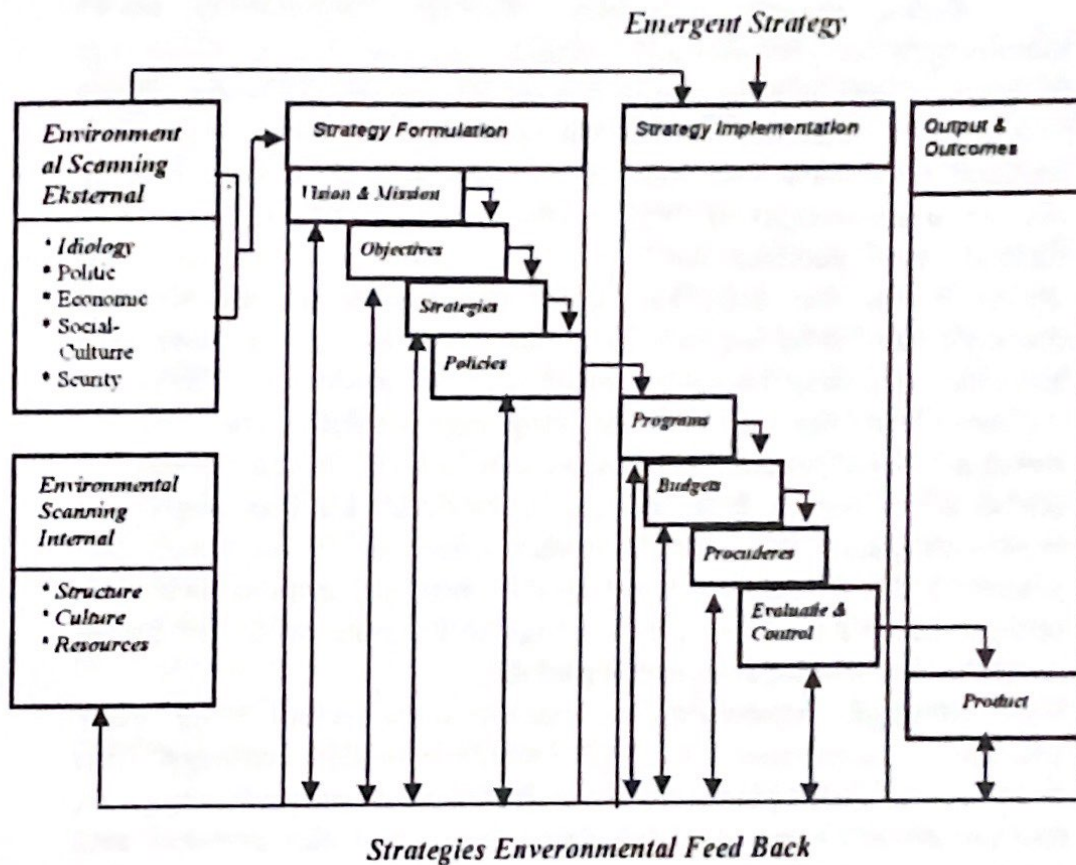 Emergent Strategy
Environment
al Scanning
Eksternal
* Idiology
* Politic
* Economic
* Social-
Culturre
* Scurity
Environmental
Scanning
Internal
* Structure
* Culture
* Resources
Strategy Formulation
Vision & Mission
Objectives
Strategies
Policies
Strategy Implementation
Programs
Budgets
Procuderes
Evaluatie &
Control
Output &
Outcomes
Product
Strategies Enveronmental Feed Back